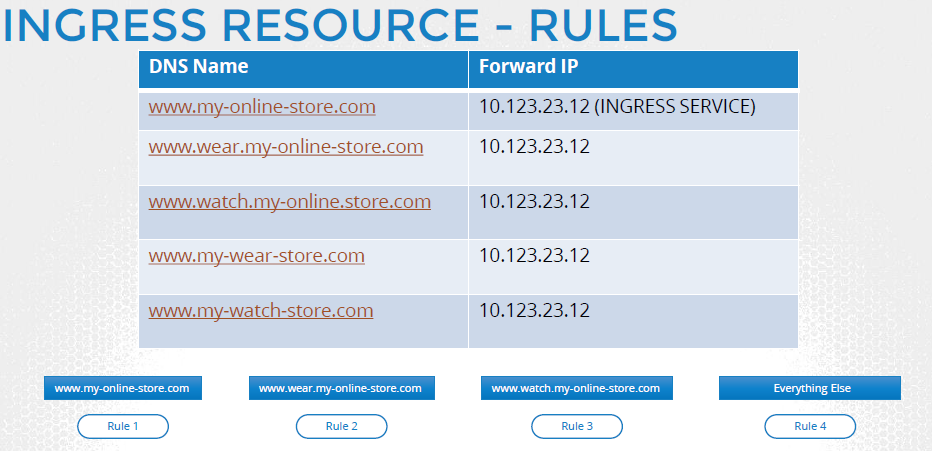 INGRESS RESOURCE - RULES
DNS Name Forward IP
www.my-online-store.com 10.123.23.12 (INGRESS SERVICE)
www.wear.my-online-store.com 10.123.23.12
www.watch.my-online.store.com 10.123.23.12
www.my-wear-store.com 10.123.23.12
www.my-watch-store.com 10.123.23.12
www.my-online-store.com www.wear.my-online-store.com www.watch.my-online-store.com Everything Else
Rule 1 Rule 2 Rule 3 Rule 4